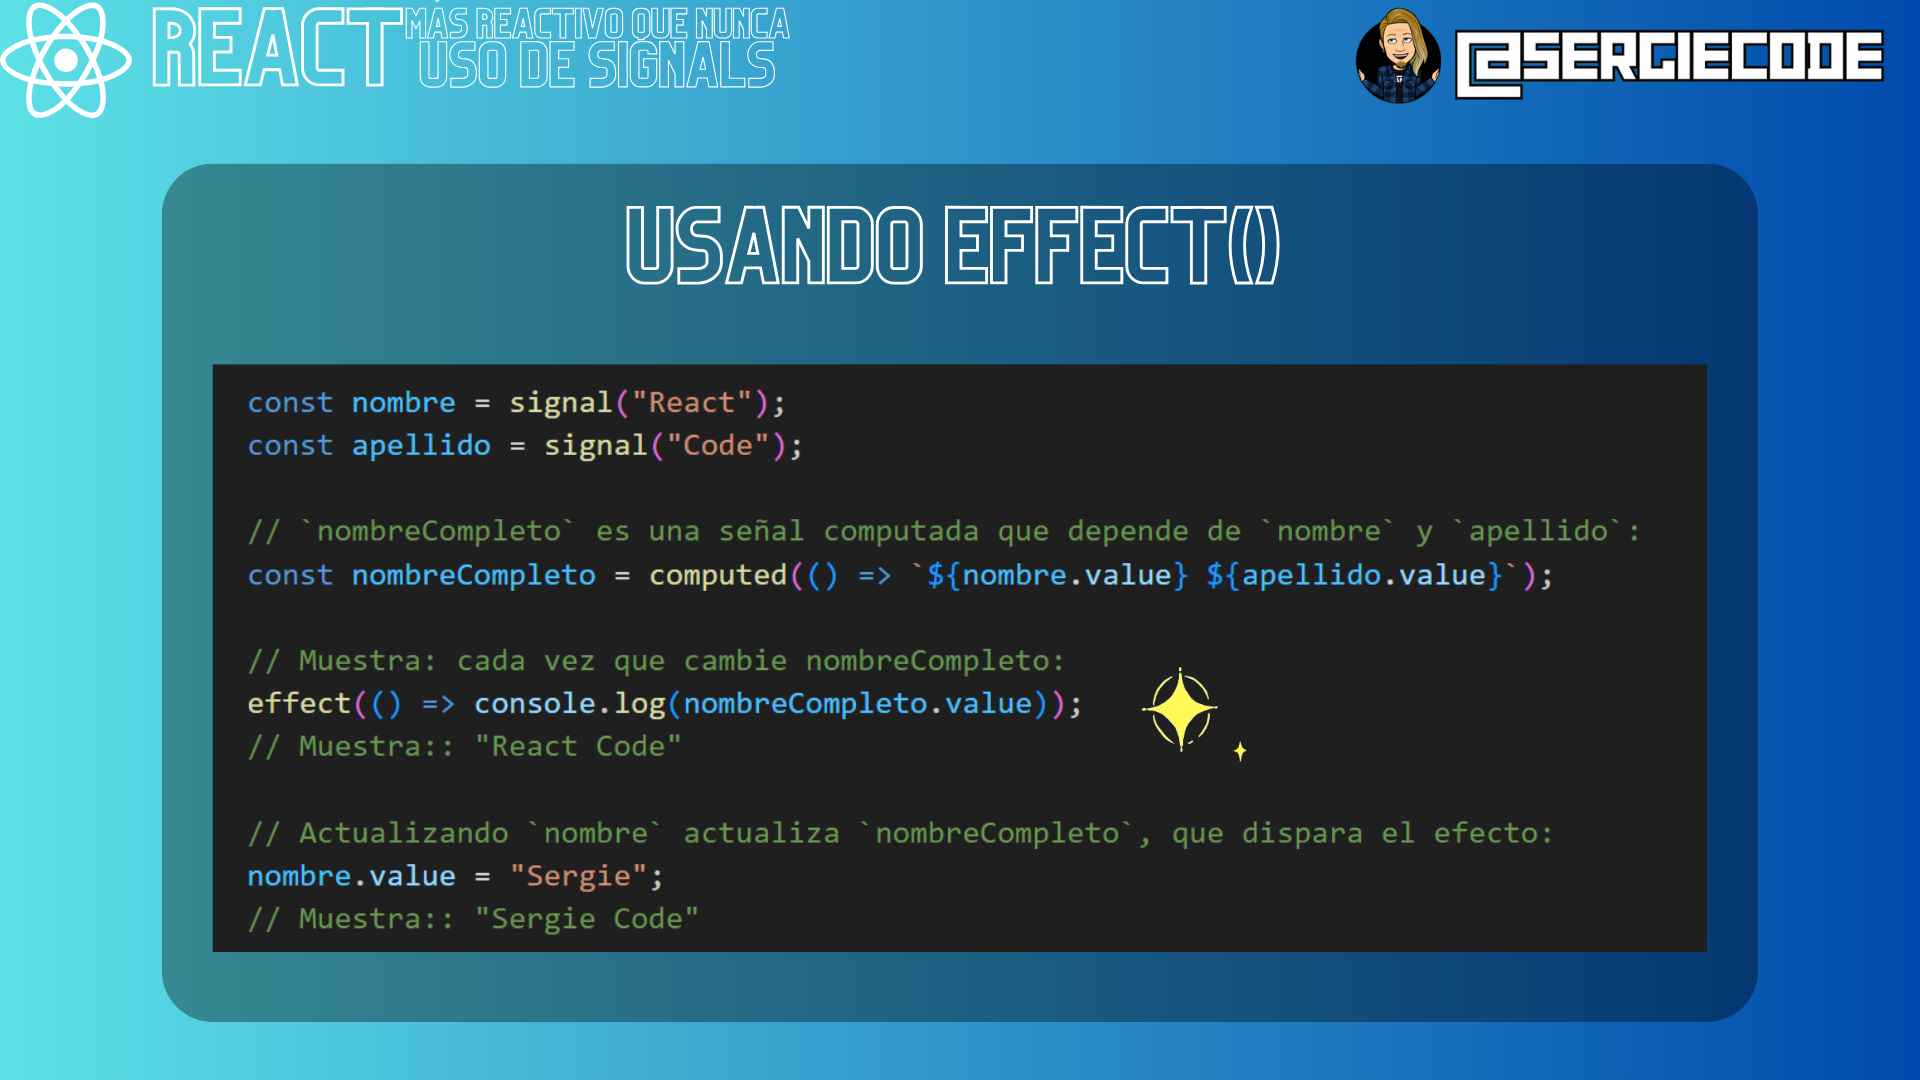 REACT
MÁS REACTIVO QUE NUNCA
USO DE SIGNALS
@SERGIECODE
USANDO EFFECT()
const nombre = signal("React");
const apellido = signal("Code");
// `nombreCompleto` es una señal computada que depende de `nombre` y `apellido`:
const nombreCompleto = computed(() => `${nombre.value} ${apellido.value}`);
// Muestra: cada vez que cambie nombreCompleto:
effect(() => console.log(nombreCompleto.value));
// Muestra:: "React Code"
// Actualizando `nombre` actualiza `nombreCompleto`, que dispara el efecto:
nombre.value = "Sergie";
// Muestra:: "Sergie Code"